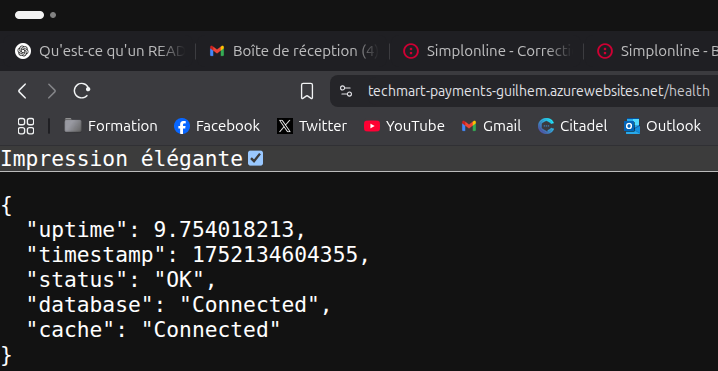 Qu'est-ce qu'un READ
Boîte de réception (4)
Simplonline - Correcti
Simplonline - B
techmart-payments-guilhem.azurewebsites.net/health
Formation
Facebook
Twitter
YouTube
Gmail
Citadel
Outlook
Impression élégante
{
"uptime": 9.754018213,
"timestamp": 1752134604355,
"status": "OK",
"database": "Connected",
"cache": "Connected"
}